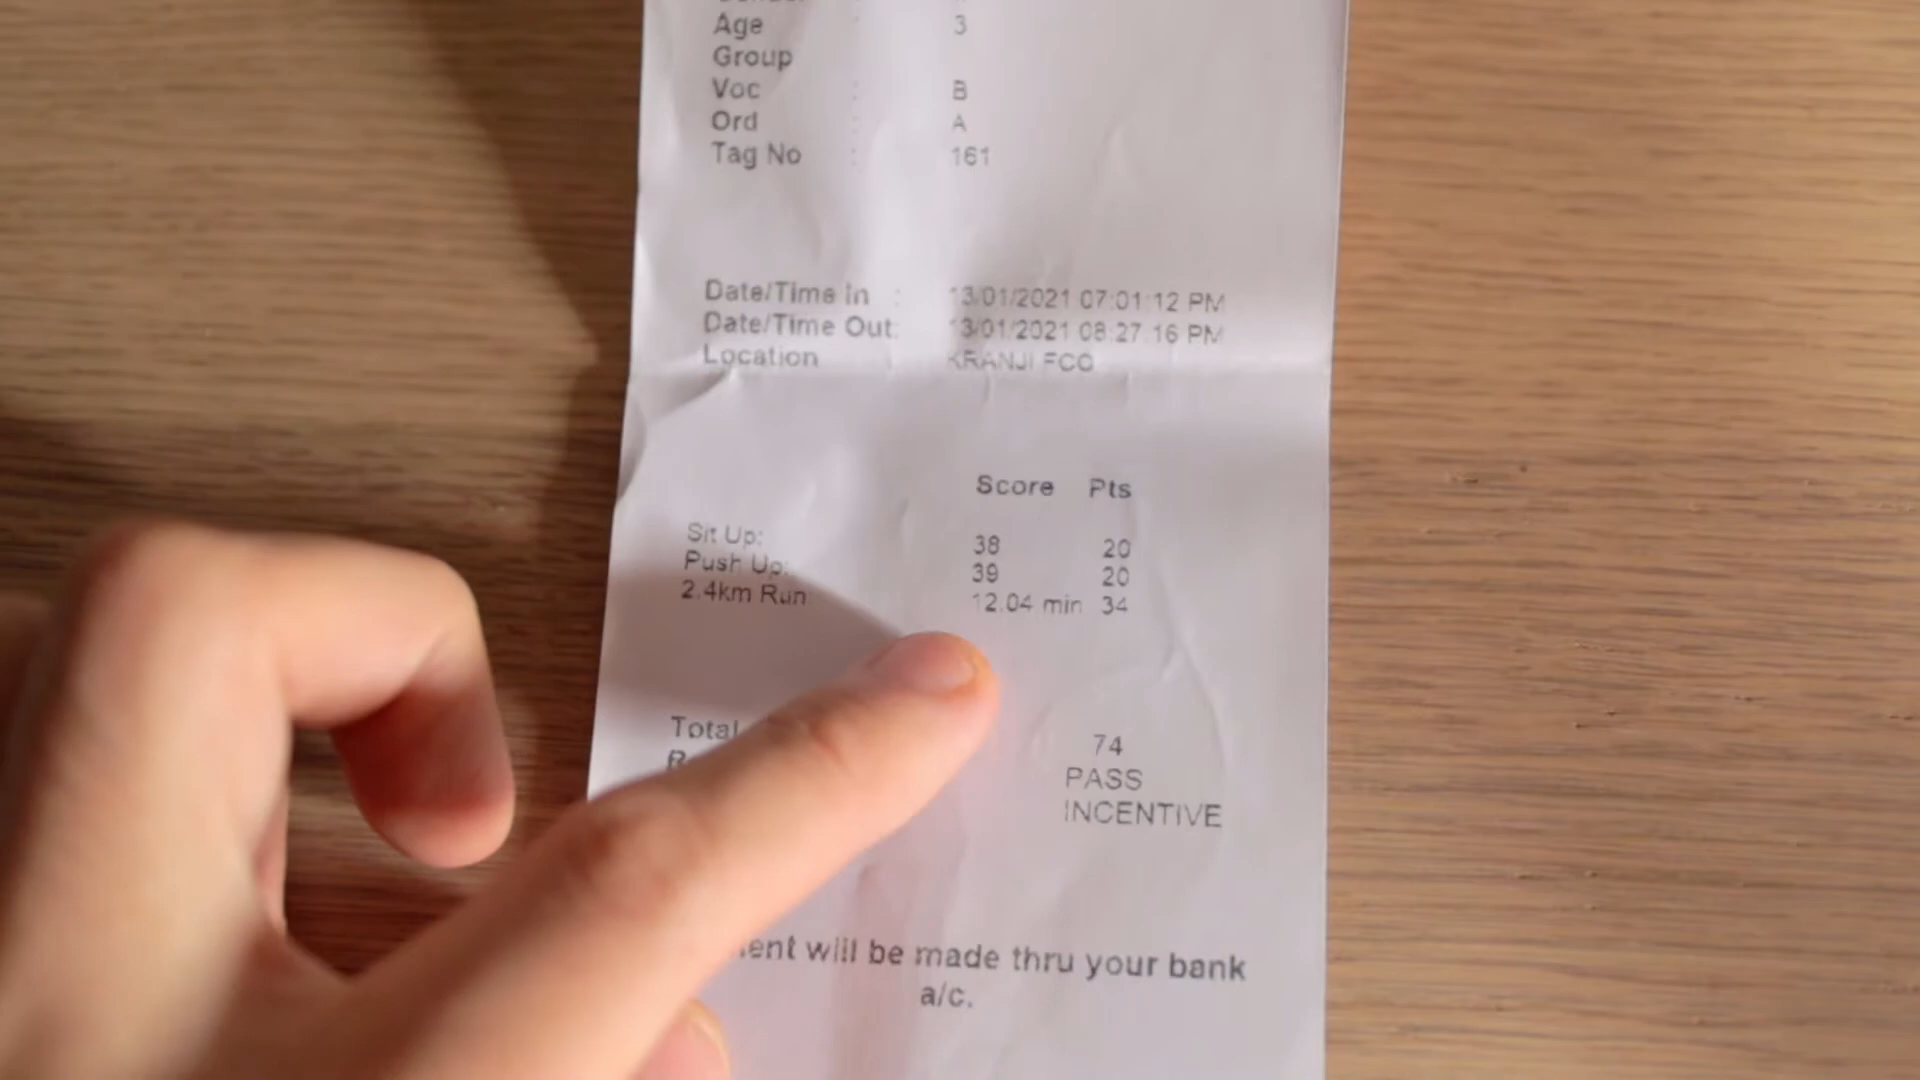 Age : 3
Group
Voc : B
Ord : A
Tag No : 161
Date/Time In : 13/01/2021 07:01:12 PM
Date/Time Out: 13/01/2021 08:27:16 PM
Location KRANJI FCC
Score Pts
Sit Up: 38 20
Push Up: 39 20
2.4km Run 12.04 min 34
Total 74
PASS
INCENTIVE
will be made thru your bank
a/c.